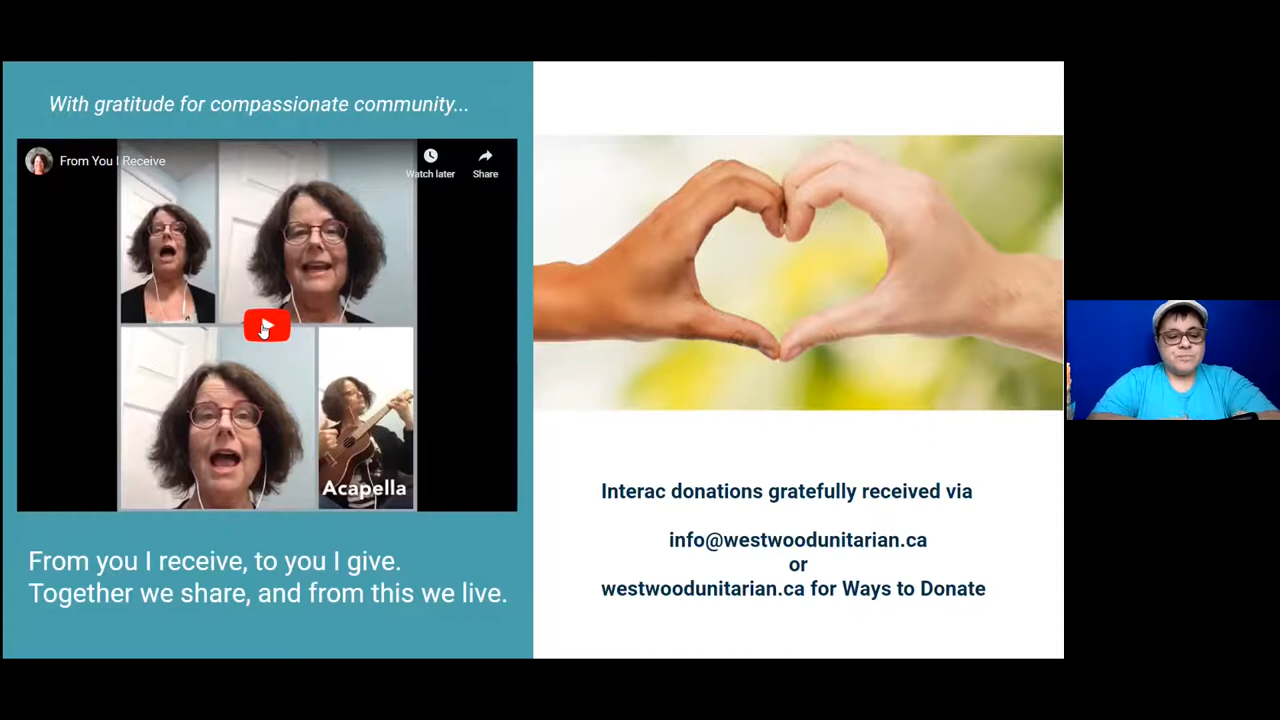 With gratitude for compassionate community...
From You I Receive
Watch later
Share
Acapella
From you I receive, to you I give.
Together we share, and from this we live.
Interac donations gratefully received via
info@westwoodunitarian.ca
or
westwoodunitarian.ca for Ways to Donate